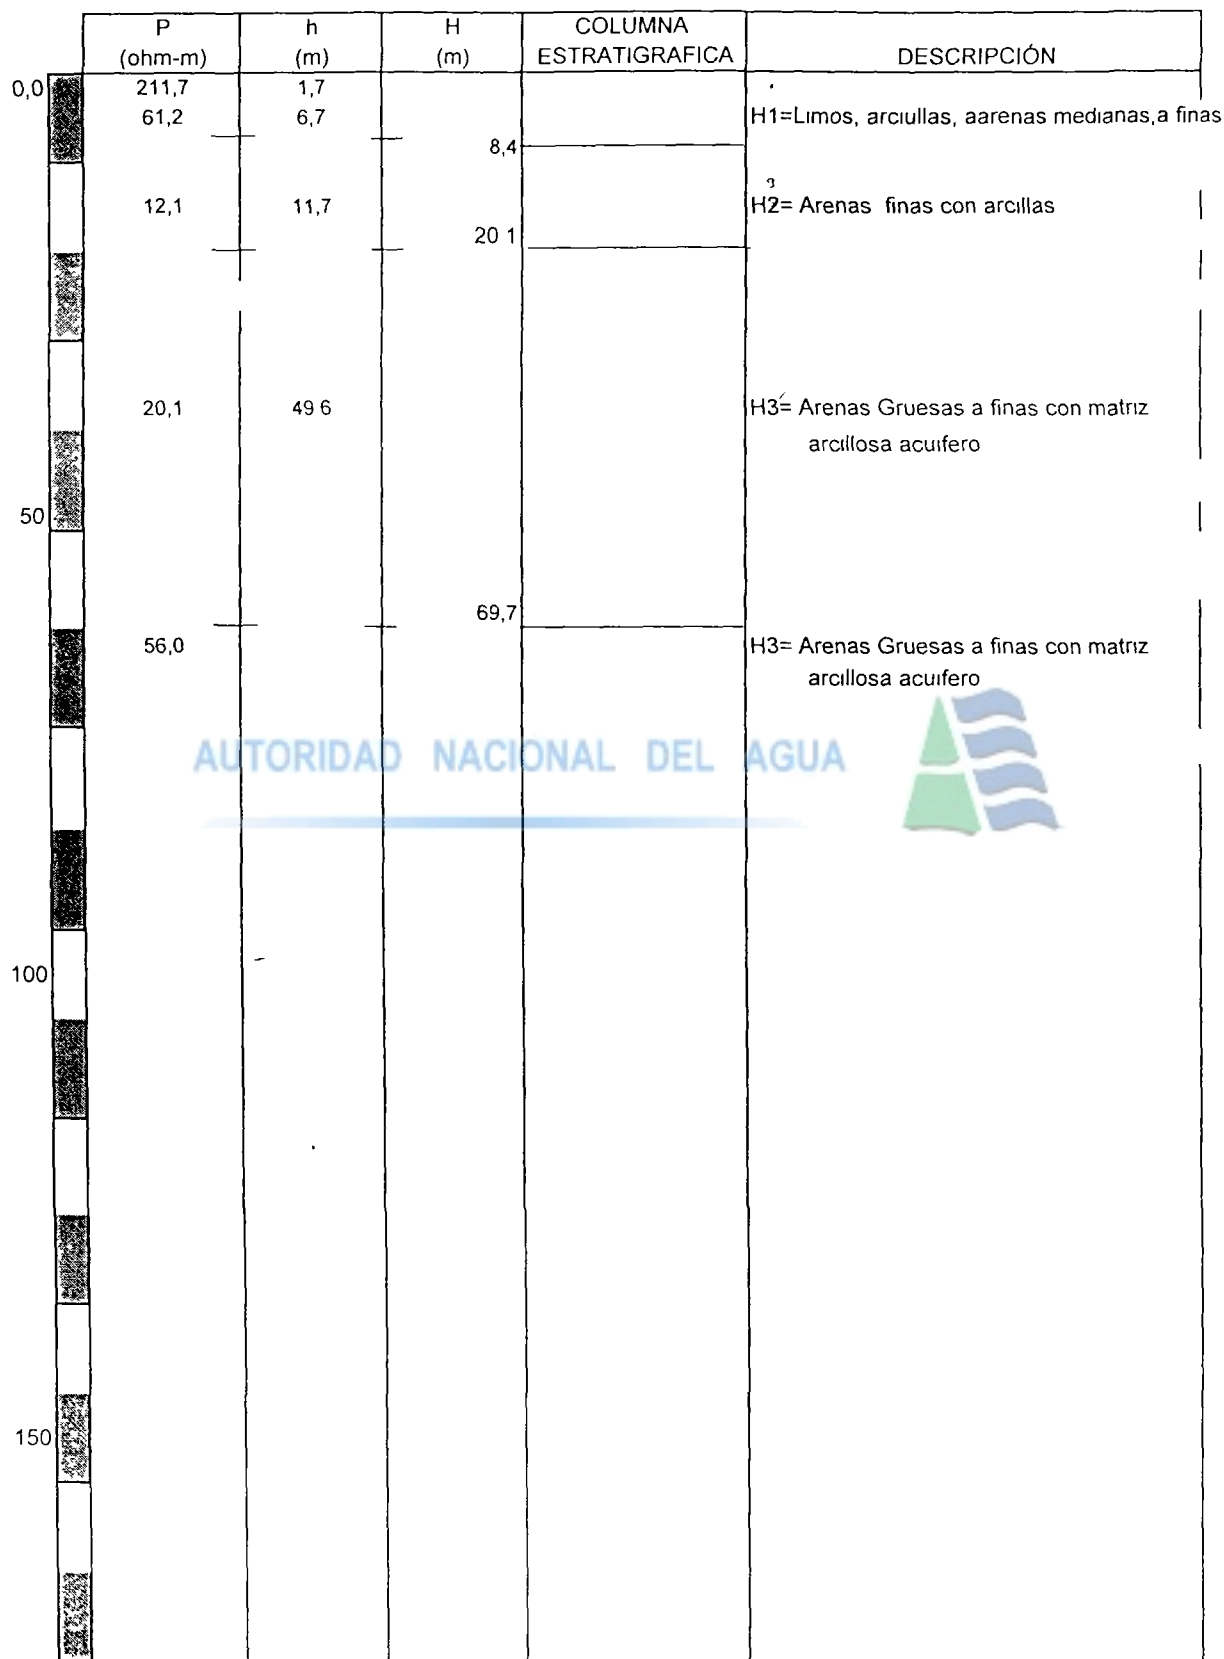 P h H COLUMNA
(ohm-m) (m) (m) ESTRATIGRAFICA DESCRIPCIÓN
0,0 211,7 1,7
61,2 6,7 H1=Limos, arciullas, aarenas medianas,a finas
8,4
12,1 11,7 H2= Arenas finas con arcillas
20 1
20,1 49 6 H3= Arenas Gruesas a finas con matriz
arcillosa acuifero
50
69,7
56,0 H3= Arenas Gruesas a finas con matriz
arcillosa acuifero
AUTORIDAD NACIONAL DEL AGUA
100
150